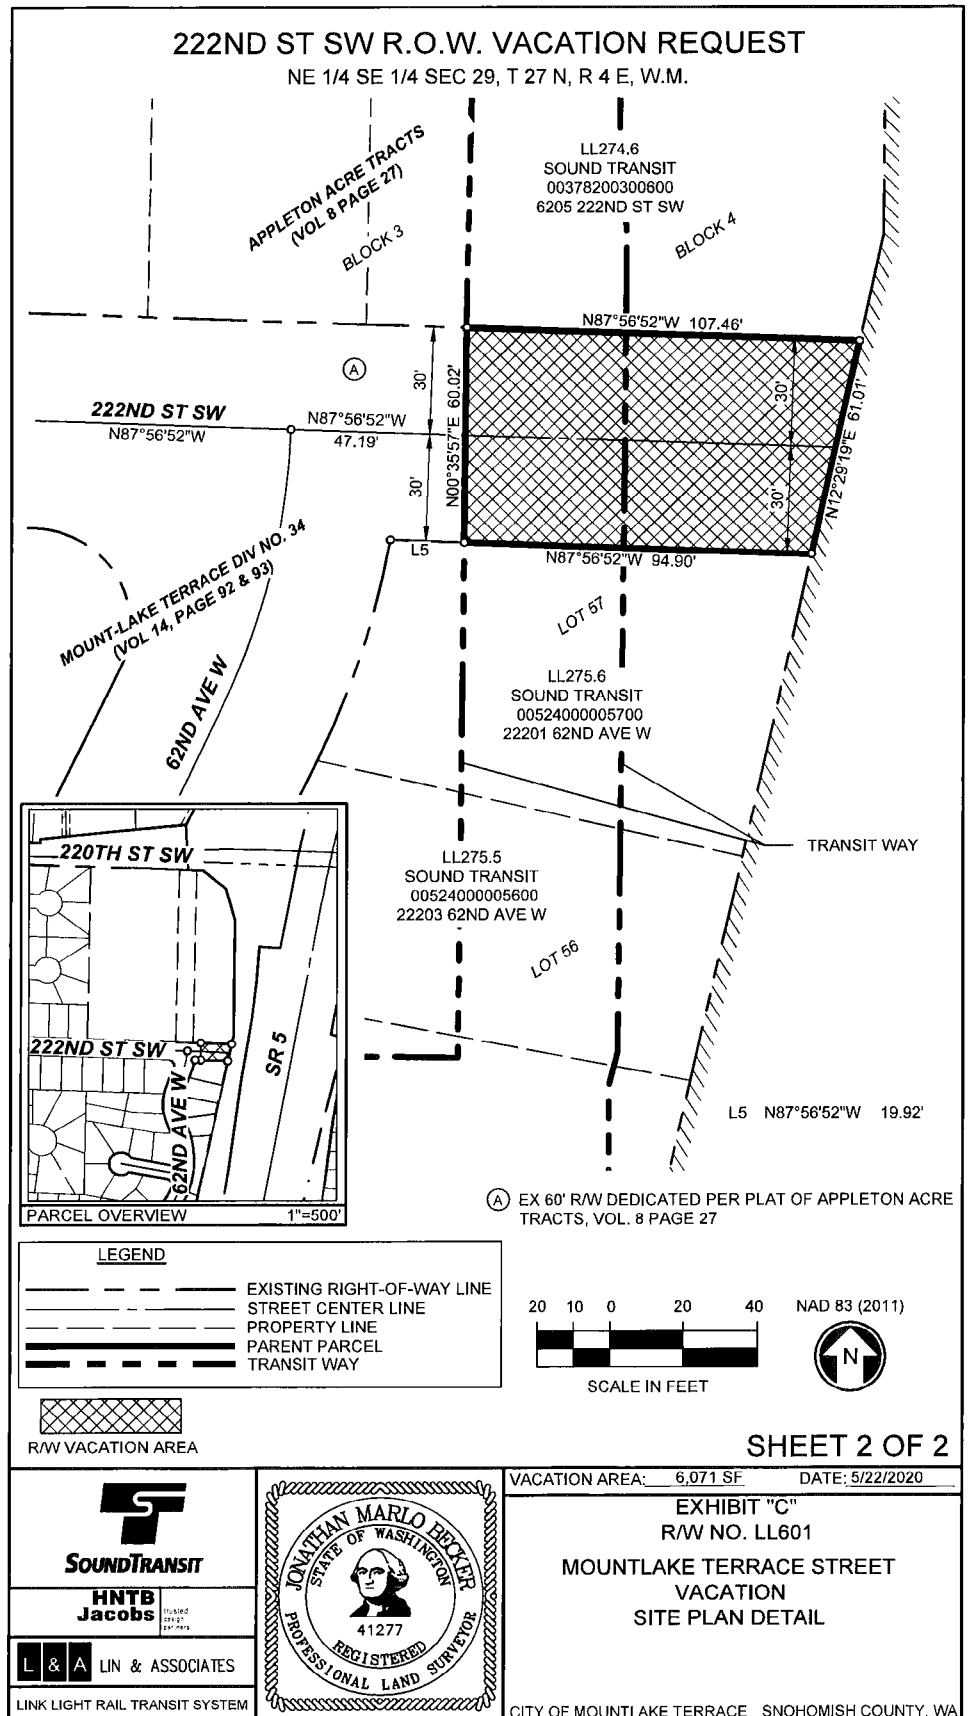 222ND ST SW R.O.W. VACATION REQUEST
NE 1/4 SE 1/4 SEC 29, T 27 N, R 4 E, W.M.
APPLETON ACRE TRACTS
(VOL 8 PAGE 27)
BLOCK 3
LL274.6
SOUND TRANSIT
00378200300600
6205 222ND ST SW
BLOCK 4
N87°56'52"W 107.46'
A
30'
N00°35'57"E 60.02'
30'
N12°29'19"E 61.01'
222ND ST SW
N87°56'52"W
N87°56'52"W
47.19'
30'
30'
L5
N87°56'52"W 94.90'
MOUNT-LAKE TERRACE DIV NO. 34
(VOL 14, PAGE 92 & 93)
LOT 57
62ND AVE W
LL275.6
SOUND TRANSIT
00524000005700
22201 62ND AVE W
TRANSIT WAY
LL275.5
SOUND TRANSIT
00524000005600
22203 62ND AVE W
LOT 56
220TH ST SW
222ND ST SW
SR 5
62ND AVE W
PARCEL OVERVIEW 1"=500'
L5 N87°56'52"W 19.92'
A EX 60' R/W DEDICATED PER PLAT OF APPLETON ACRE
TRACTS, VOL. 8 PAGE 27
LEGEND
EXISTING RIGHT-OF-WAY LINE
STREET CENTER LINE
PROPERTY LINE
PARENT PARCEL
TRANSIT WAY
R/W VACATION AREA
20 10 0 20 40
SCALE IN FEET
NAD 83 (2011)
N
SHEET 2 OF 2
SOUNDTRANSIT
HNTB
Jacobs
trusted
design
partners
L & A LIN & ASSOCIATES
LINK LIGHT RAIL TRANSIT SYSTEM
JONATHAN MARLO BECKER
STATE OF WASHINGTON
41277
REGISTERED
PROFESSIONAL LAND SURVEYOR
VACATION AREA: 6,071 SF DATE: 5/22/2020
EXHIBIT "C"
R/W NO. LL601
MOUNTLAKE TERRACE STREET
VACATION
SITE PLAN DETAIL
CITY OF MOUNTLAKE TERRACE SNOHOMISH COUNTY, WA